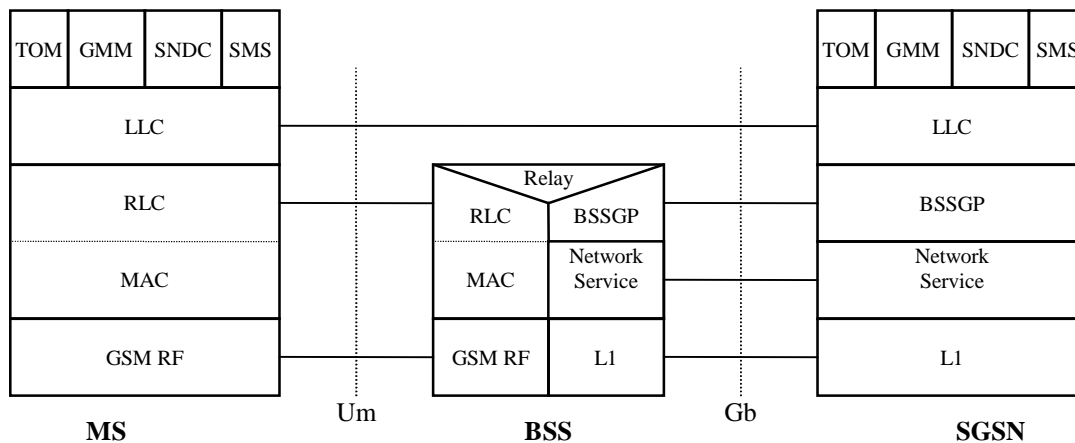 TOM GMM SNDC SMS
TOM GMM SNDC SMS
LLC
LLC
Relay
RLC
RLC
BSSGP
BSSGP
MAC
MAC
Network
Service
Network
Service
GSM RF
GSM RF
L1
L1
Um
Gb
MS
BSS
SGSN